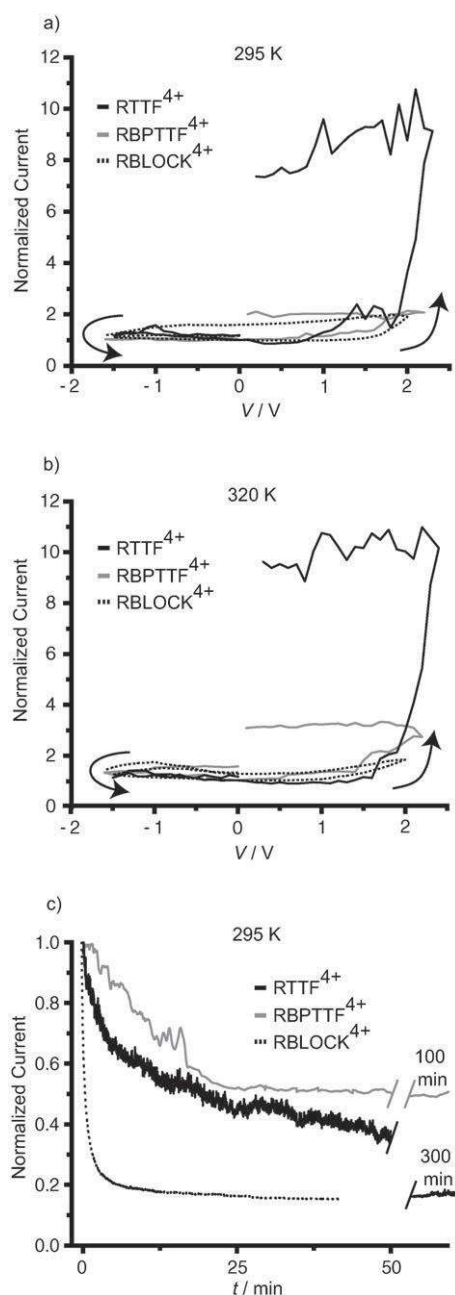 a)
295 K
12
10
8
6
4
2
0
Normalized Current
RTTF4+
RBPTTF4+
RBLOCK4+
-2 -1 0 1 2
V / V
b)
320 K
12
10
8
6
4
2
0
Normalized Current
RTTF4+
RBPTTF4+
RBLOCK4+
-2 -1 0 1 2
V / V
c)
295 K
1.0
0.8
0.6
0.4
0.2
0.0
Normalized Current
RTTF4+
RBPTTF4+
RBLOCK4+
100
min
300
min
0 25 50
t / min